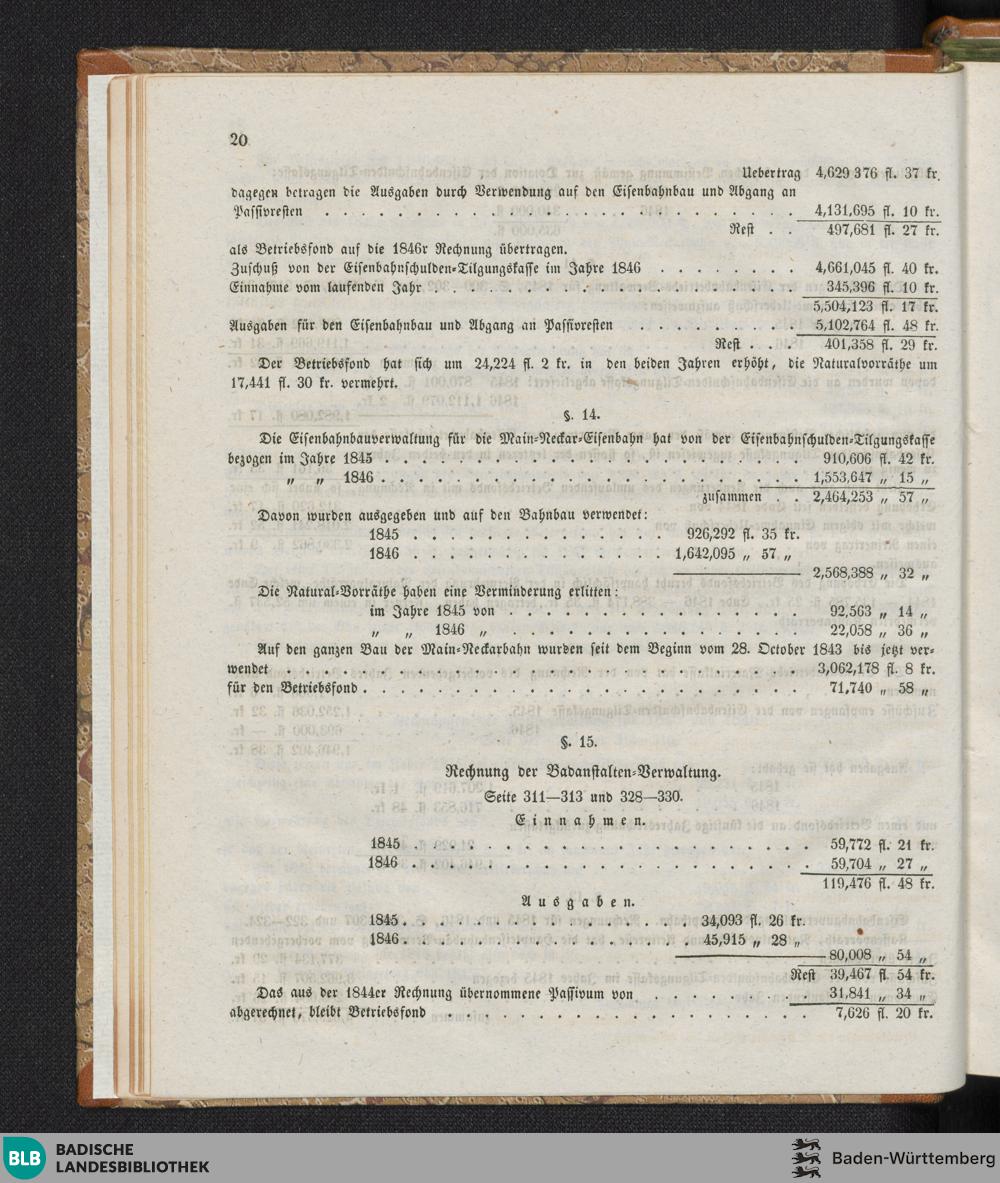 20
Uebertrag 4,629 376 fl. 37 kr.
dagegen betragen die Ausgaben durch Verwendung auf den Eisenbahnbau und Abgang an
Passivresten . . . . . . . . . . . . . . . . . . . . 4,131,695 fl. 10 kr.
Rest . . 497,681 fl. 27 kr.
als Betriebsfond auf die 1846r Rechnung übertragen.
Zuschuß von der Eisenbahnschulden-Tilgungskasse im Jahre 1846 . . . . . . . . 4,661,045 fl. 40 kr.
Einnahme vom laufenden Jahr . . . . . . . . . . . . . . . . 345,396 fl. 10 kr.
5,504,123 fl. 17 kr.
Ausgaben für den Eisenbahnbau und Abgang an Passivresten . . . . . . . . . 5,102,764 fl. 48 kr.
Rest . . . 401,358 fl. 29 kr.
Der Betriebsfond hat sich um 24,224 fl. 2 kr. in den beiden Jahren erhöht, die Naturalvorräthe um
17,441 fl. 30 kr. vermehrt.
§. 14.
Die Eisenbahnbauverwaltung für die Main-Neckar-Eisenbahn hat von der Eisenbahnschulden-Tilgungskasse
bezogen im Jahre 1845 . . . . . . . . . . . . . . . . . . 910,606 fl. 42 kr.
„ „ 1846 . . . . . . . . . . . . . . . . . . 1,553,647 „ 15 „
zusammen . . 2,464,253 „ 57 „
Davon wurden ausgegeben und auf den Bahnbau verwendet:
1845 . . . . . . . . . . . 926,292 fl. 35 kr.
1846 . . . . . . . . . . . 1,642,095 „ 57 „
2,568,388 „ 32 „
Die Natural-Vorräthe haben eine Verminderung erlitten:
im Jahre 1845 von . . . . . . . . . . . . . 92,563 „ 14 „
„ „ 1846 „ . . . . . . . . . . . . . 22,058 „ 36 „
Auf den ganzen Bau der Main-Neckarbahn wurden seit dem Beginn vom 28. October 1843 bis jetzt ver-
wendet . . . . . . . . . . . . . . . . . . . . . . 3,062,178 fl. 8 kr.
für den Betriebsfond . . . . . . . . . . . . . . . . . . . 71,740 „ 58 „
§. 15.
Rechnung der Badanstalten-Verwaltung.
Seite 311—313 und 328—330.
Einnahmen.
1845 . . . . . . . . . . . . . . . . . . 59,772 fl. 21 kr.
1846 . . . . . . . . . . . . . . . . . . 59,704 „ 27 „
119,476 fl. 48 kr.
Ausgaben.
1845 . . . . . . . . . . . . 34,093 fl. 26 kr.
1846 . . . . . . . . . . . . 45,915 „ 28 „
80,008 „ 54 „
Rest 39,467 fl. 54 kr.
Das aus der 1844er Rechnung übernommene Passivum von . . . . . . . 31,841 „ 34 „
abgerechnet, bleibt Betriebsfond . . . . . . . . . . . . . . . 7,626 fl. 20 kr.
BLB BADISCHE
LANDESBIBLIOTHEK
Baden-Württemberg